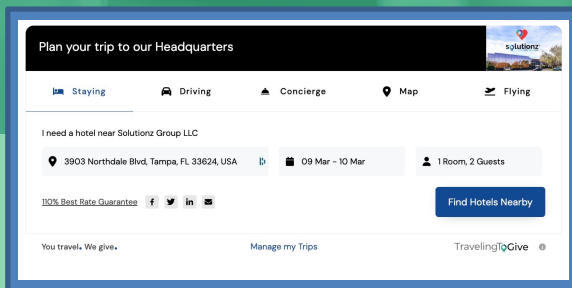 Plan your trip to our Headquarters
solutionz
Staying
Driving
Concierge
Map
Flying
I need a hotel near Solutionz Group LLC
3903 Northdale Blvd, Tampa, FL 33624, USA
09 Mar - 10 Mar
1 Room, 2 Guests
110% Best Rate Guarantee
f
in
Find Hotels Nearby
You travel. We give.
Manage my Trips
TravelingToGive